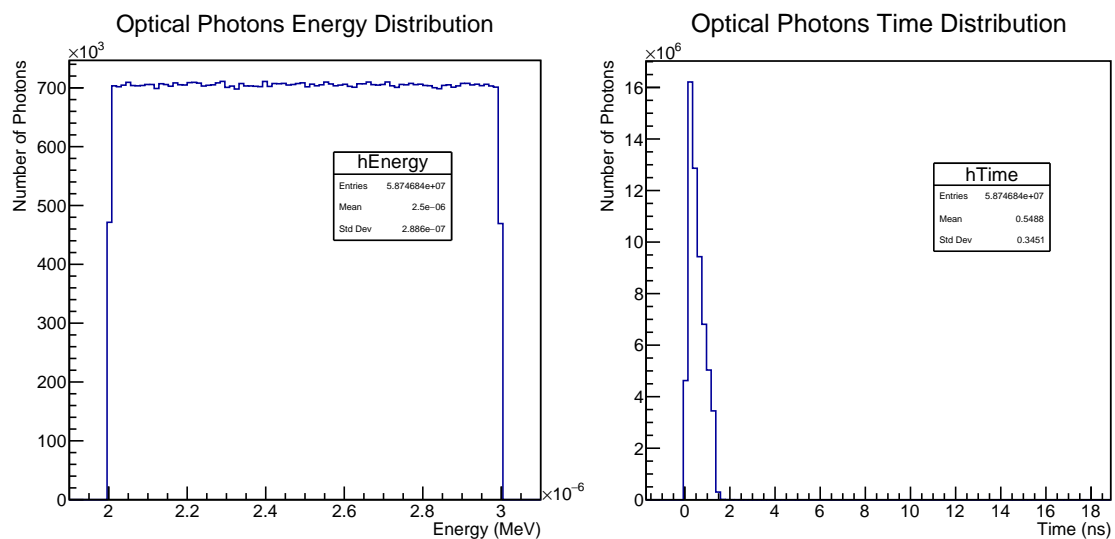 Optical Photons Energy Distribution
×10³
Number of Photons
700
600
500
400
300
200
100
0
hEnergy
Entries 5.874684e+07
Mean 2.5e−06
Std Dev 2.886e−07
2 2.2 2.4 2.6 2.8 3
×10⁻⁶
Energy (MeV)
Optical Photons Time Distribution
×10⁶
Number of Photons
16
14
12
10
8
6
4
2
0
hTime
Entries 5.874684e+07
Mean 0.5488
Std Dev 0.3451
0 2 4 6 8 10 12 14 16 18
Time (ns)